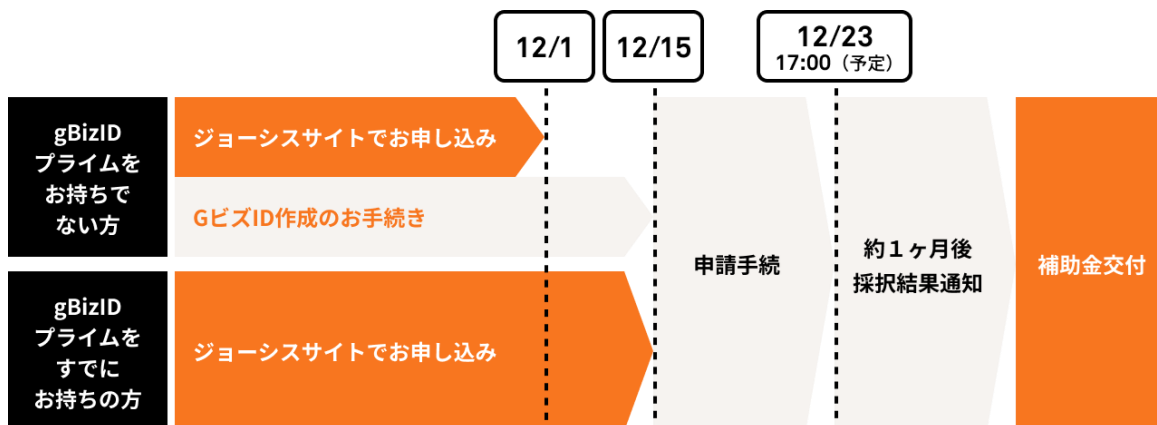 12/1
12/15
12/23
17:00（予定）
gBizID
プライムを
お持ちで
ない方
ジョーシスサイトでお申し込み
GビズID作成のお手続き
gBizID
プライムを
すでに
お持ちの方
ジョーシスサイトでお申し込み
申請手続
約１ヶ月後
採択結果通知
補助金交付